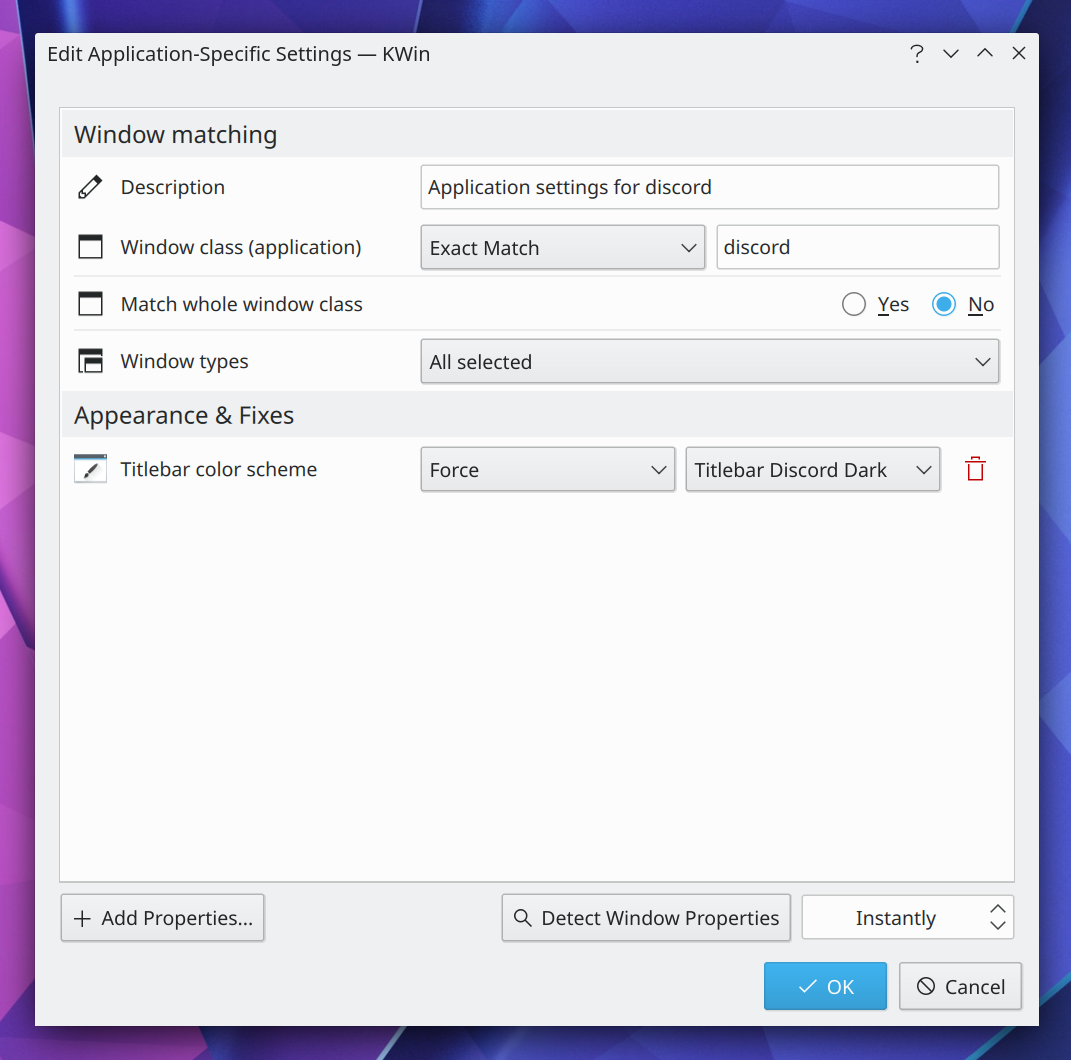 Edit Application-Specific Settings — KWin
Window matching
Description Application settings for discord
Window class (application) Exact Match discord
Match whole window class Yes No
Window types All selected
Appearance & Fixes
Titlebar color scheme Force Titlebar Discord Dark
Add Properties... Detect Window Properties Instantly
OK Cancel